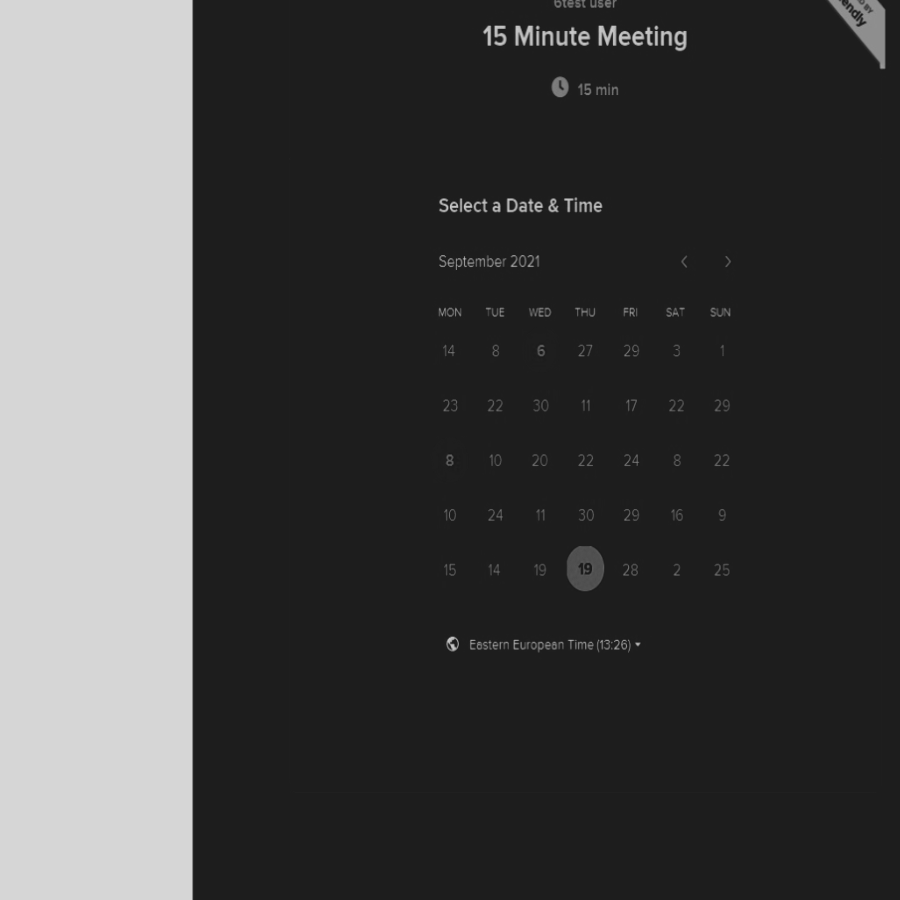 6test user
15 Minute Meeting
15 min
Select a Date & Time
September 2021
MON TUE WED THU FRI SAT SUN
14 8 6 27 29 3 1
23 22 30 11 17 22 29
8 10 20 22 24 8 22
10 24 11 30 29 16 9
15 14 19 19 28 2 25
Eastern European Time (13:26)